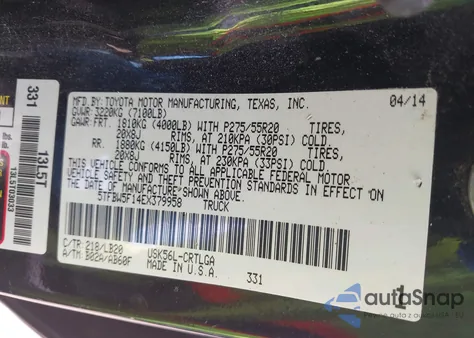 MFD. BY: TOYOTA MOTOR MANUFACTURING, TEXAS, INC. 04/14
GVWR: 3220KG (7100LB)
GAWR: FRT. 1810KG (4000LB) WITH P275/55R20 TIRES,
20X8J RIMS, AT 210KPA (30PSI) COLD.
RR. 1880KG (4150LB) WITH P275/55R20 TIRES,
20X8J RIMS, AT 230KPA (33PSI) COLD.
THIS VEHICLE CONFORMS TO ALL APPLICABLE FEDERAL MOTOR
VEHICLE SAFETY AND THEFT PREVENTION STANDARDS IN EFFECT ON
THE DATE OF MANUFACTURE SHOWN ABOVE.
5TFBW5F14EX379958 TRUCK
C/TR: 218/LB20 USK56L-CRTLGA
A/TM: B02A/AB60F MADE IN U.S.A. 331
331
13L5T
13L5T03033
lbs.
autoSnap